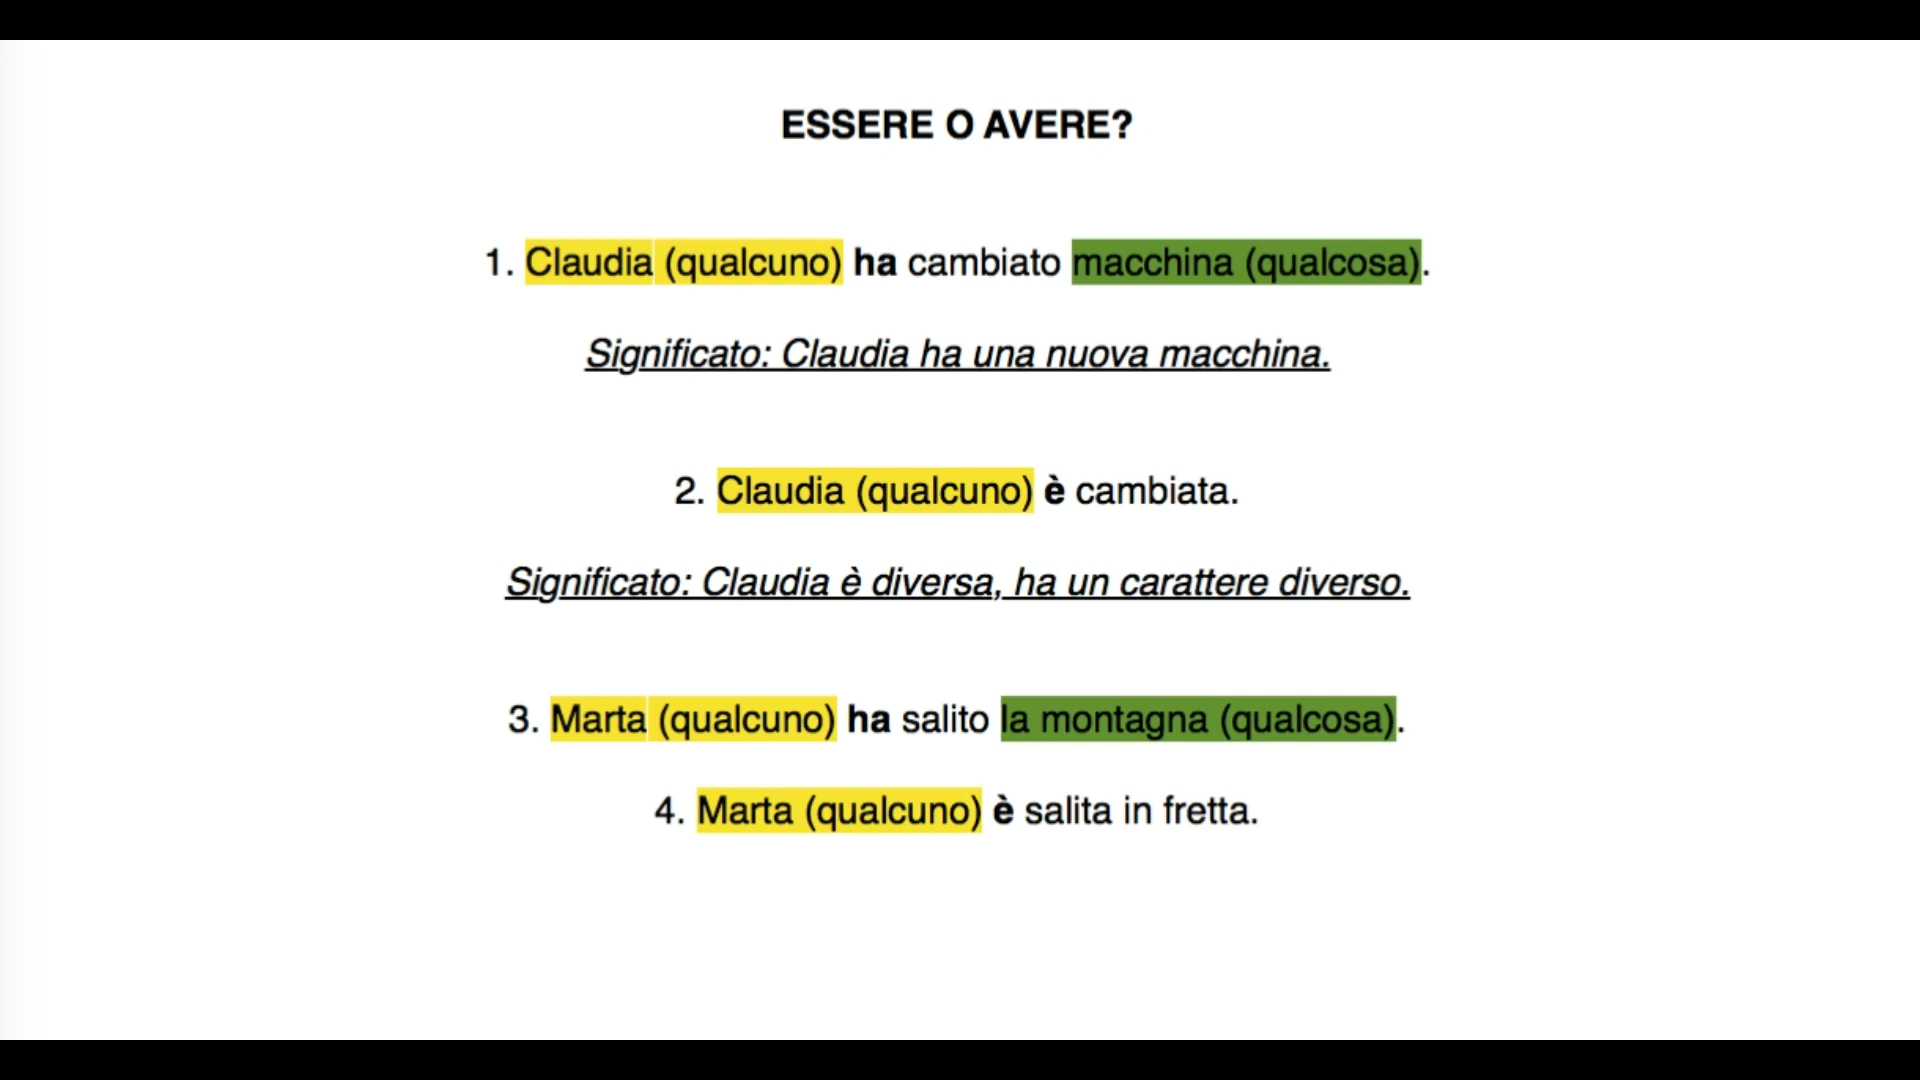 ESSERE O AVERE?
1. Claudia (qualcuno) ha cambiato macchina (qualcosa).
Significato: Claudia ha una nuova macchina.
2. Claudia (qualcuno) è cambiata.
Significato: Claudia è diversa, ha un carattere diverso.
3. Marta (qualcuno) ha salito la montagna (qualcosa).
4. Marta (qualcuno) è salita in fretta.